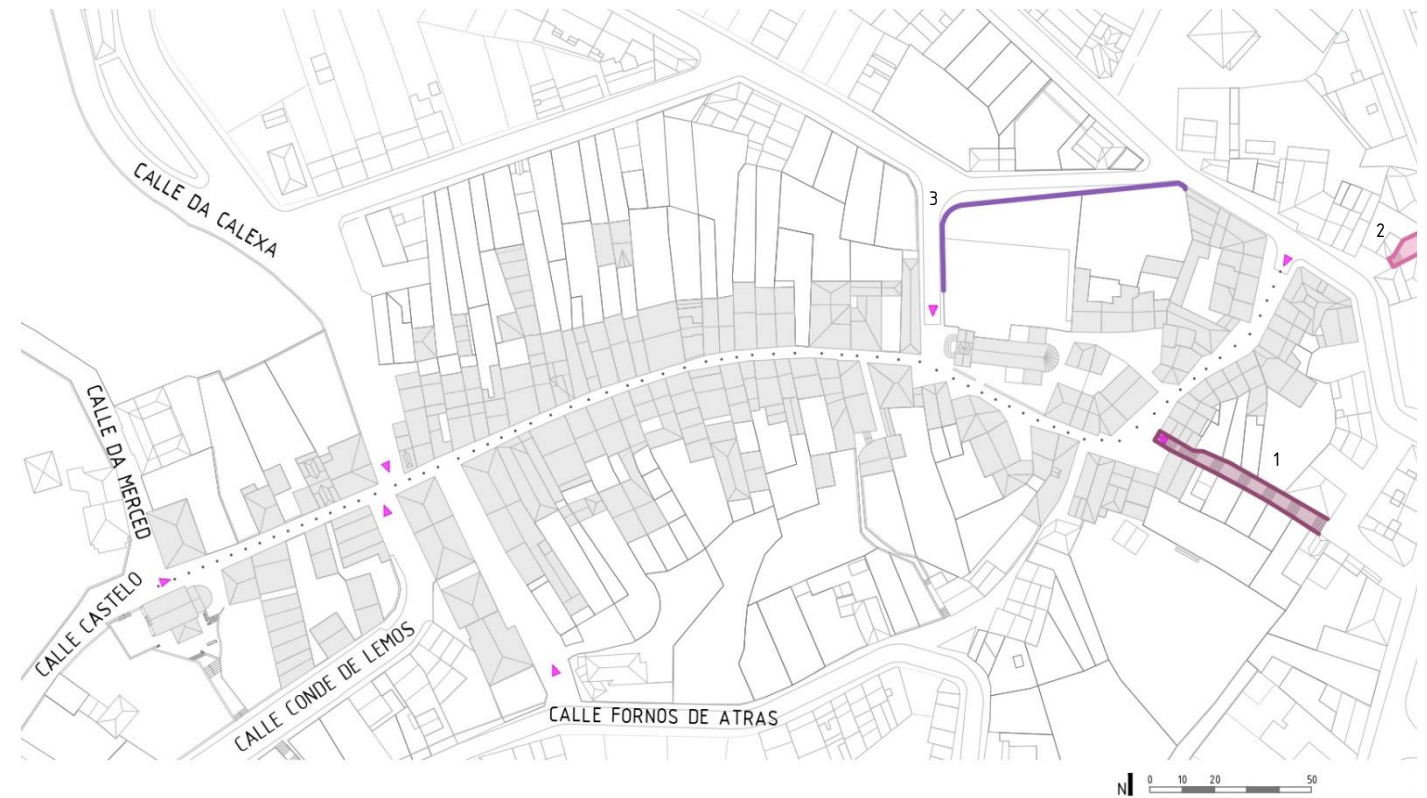 CALLE DA CALEXA
3
2
CALLE DA MERCED
1
CALLE CASTELO
CALLE CONDE DE LEMOS
CALLE FORNOS DE ATRAS
N 0 10 20 50